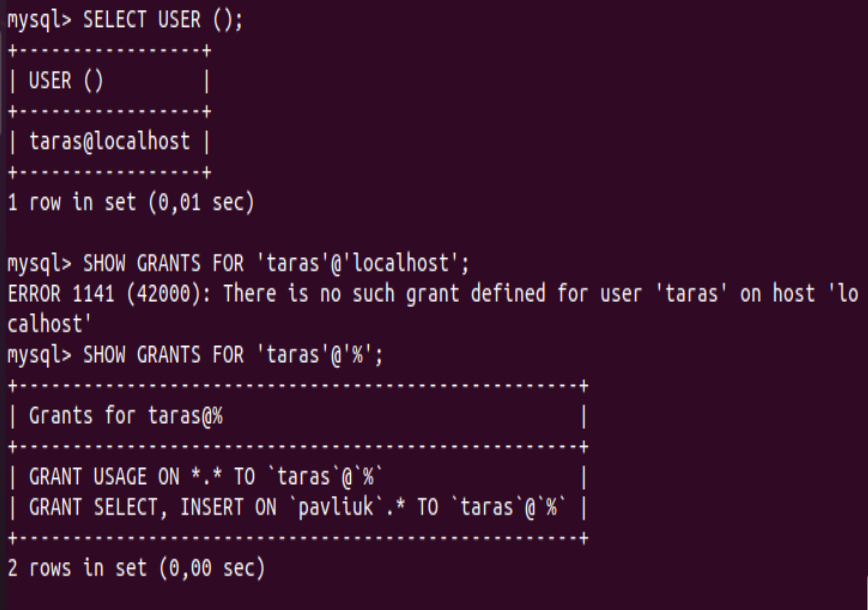 mysql> SELECT USER ();
+-----------------+
| USER ()         |
+-----------------+
| taras@localhost |
+-----------------+
1 row in set (0,01 sec)

mysql> SHOW GRANTS FOR 'taras'@'localhost';
ERROR 1141 (42000): There is no such grant defined for user 'taras' on host 'lo
calhost'
mysql> SHOW GRANTS FOR 'taras'@'%';
+----------------------------------------------------+
| Grants for taras@%                                 |
+----------------------------------------------------+
| GRANT USAGE ON *.* TO `taras`@`%`                  |
| GRANT SELECT, INSERT ON `pavliuk`.* TO `taras`@`%` |
+----------------------------------------------------+
2 rows in set (0,00 sec)